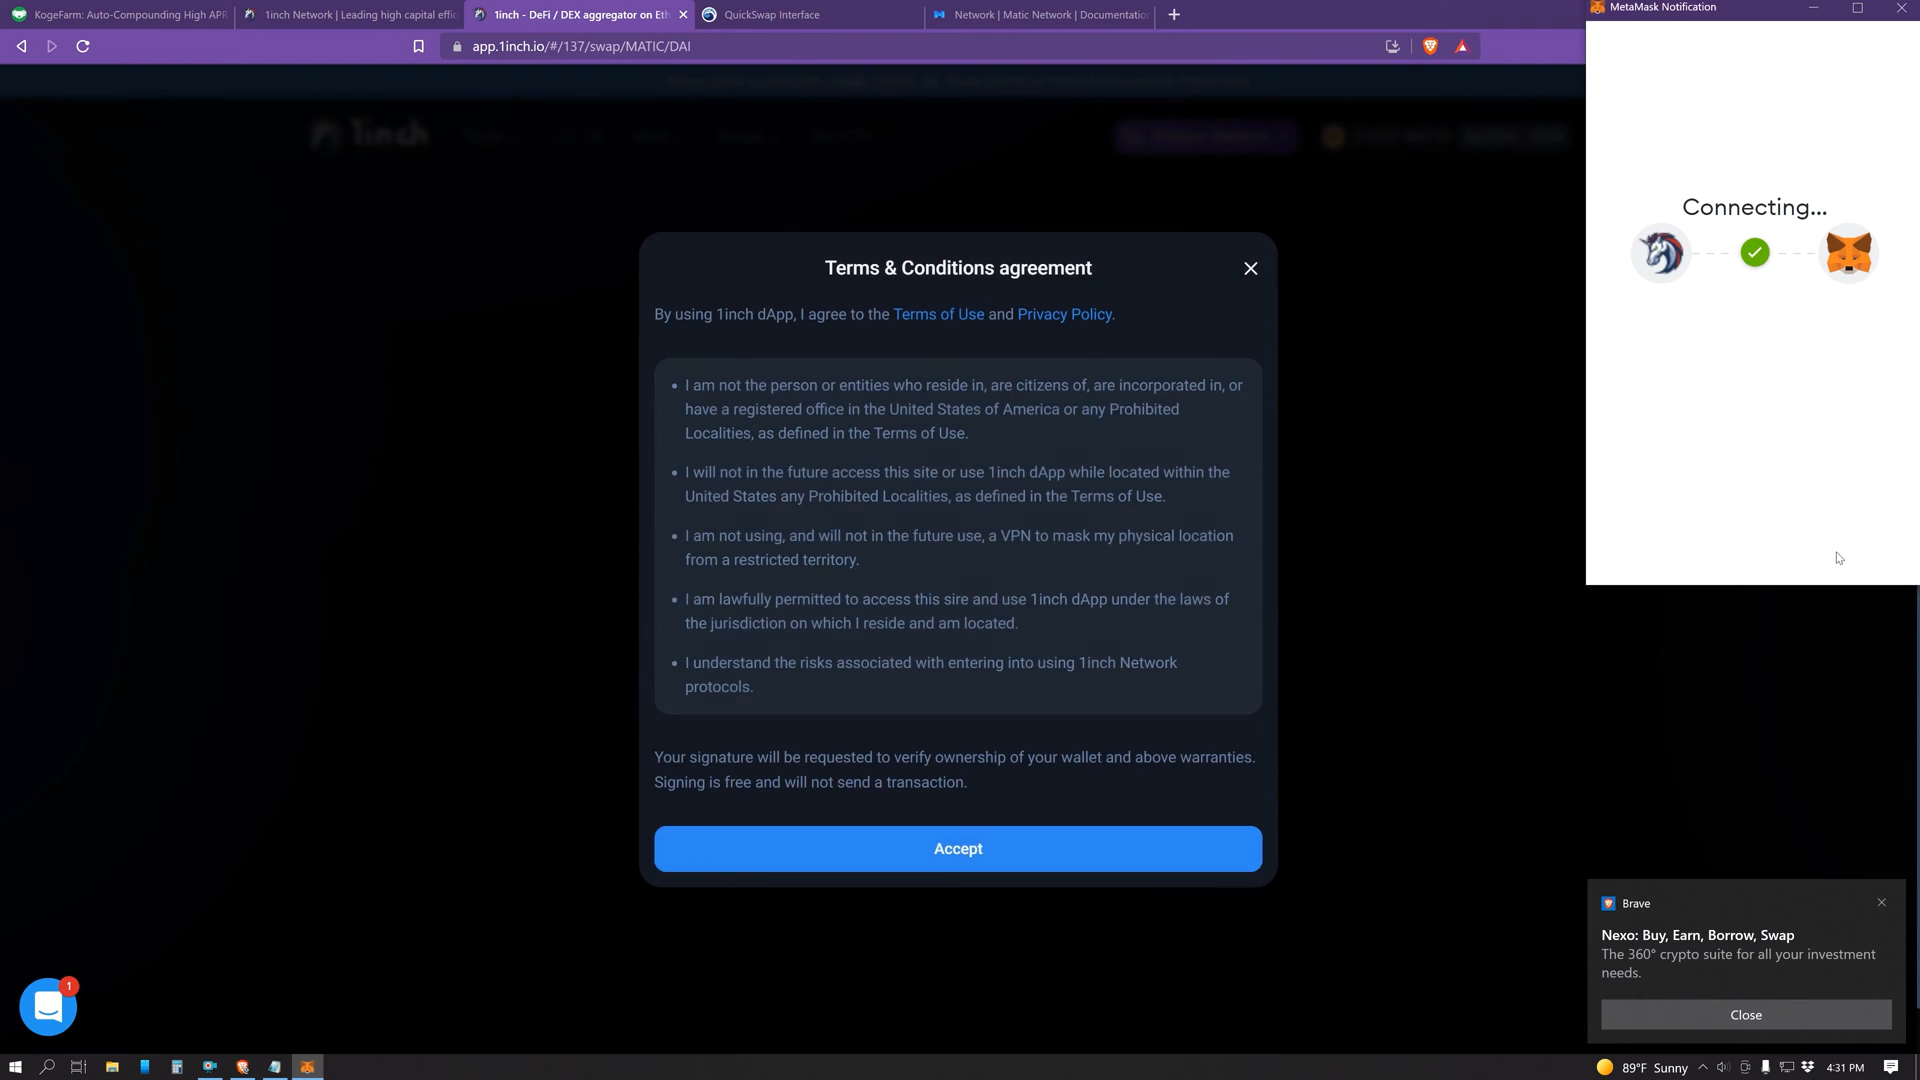 KogeFarm: Auto-Compounding High APR
1inch Network | Leading high capital effic
1inch - DeFi / DEX aggregator on Eth
QuickSwap Interface
Network | Matic Network | Documentatio
MetaMask Notification
app.1inch.io/#/137/swap/MATIC/DAI
1inch
Connecting...
Terms & Conditions agreement
By using 1inch dApp, I agree to the Terms of Use and Privacy Policy.
• I am not the person or entities who reside in, are citizens of, are incorporated in, or
have a registered office in the United States of America or any Prohibited
Localities, as defined in the Terms of Use.
• I will not in the future access this site or use 1inch dApp while located within the
United States any Prohibited Localities, as defined in the Terms of Use.
• I am not using, and will not in the future use, a VPN to mask my physical location
from a restricted territory.
• I am lawfully permitted to access this sire and use 1inch dApp under the laws of
the jurisdiction on which I reside and am located.
• I understand the risks associated with entering into using 1inch Network
protocols.
Your signature will be requested to verify ownership of your wallet and above warranties.
Signing is free and will not send a transaction.
Accept
1
Brave
Nexo: Buy, Earn, Borrow, Swap
The 360° crypto suite for all your investment
needs.
Close
89°F Sunny
4:31 PM